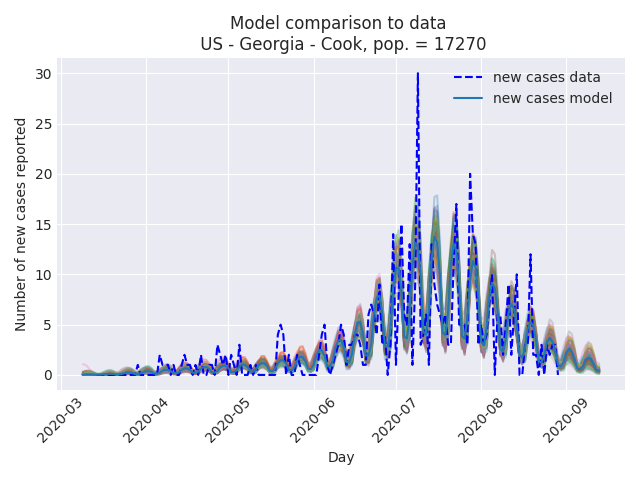 Model comparison to data
US - Georgia - Cook, pop. = 17270
new cases data
new cases model
Number of new cases reported
30
25
20
15
10
5
0
2020-03
2020-04
2020-05
2020-06
2020-07
2020-08
2020-09
Day